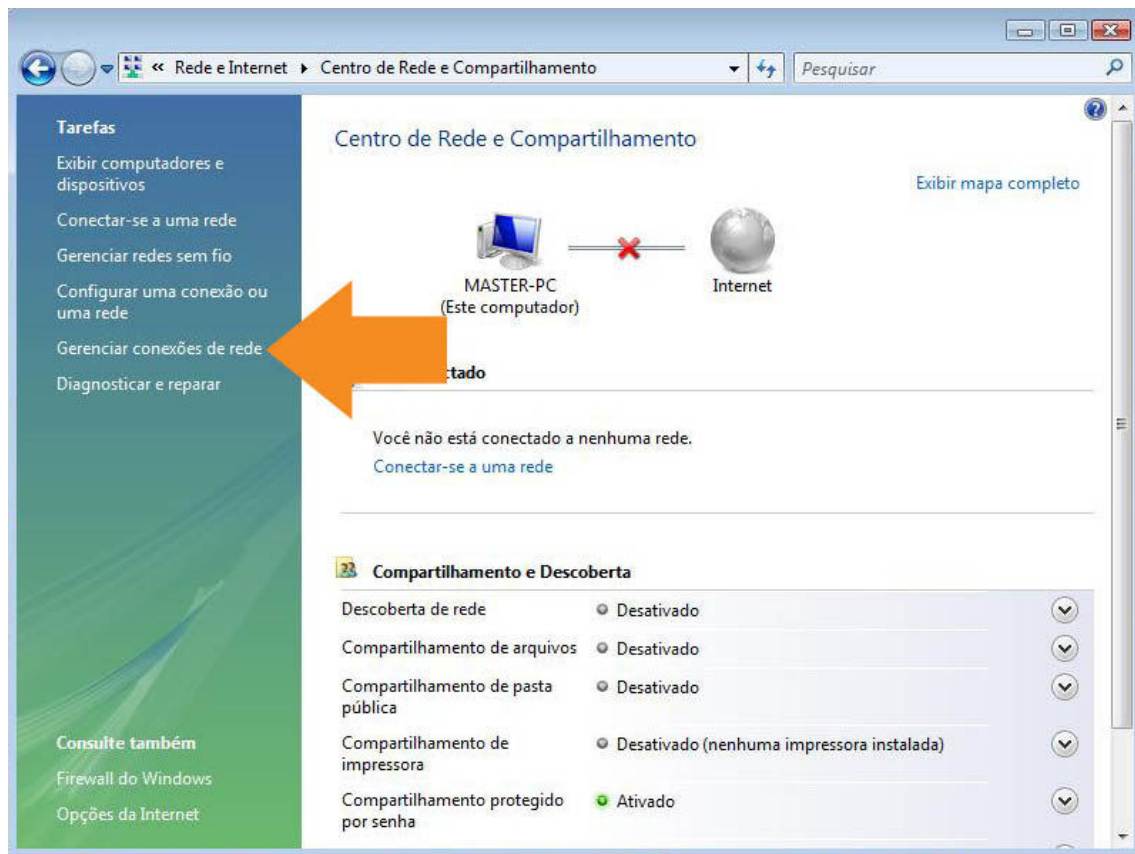 « Rede e Internet Centro de Rede e Compartilhamento Pesquisar
Tarefas
Exibir computadores e
dispositivos
Conectar-se a uma rede
Gerenciar redes sem fio
Configurar uma conexão ou
uma rede
Gerenciar conexões de rede
Diagnosticar e reparar
Consulte também
Firewall do Windows
Opções da Internet
Centro de Rede e Compartilhamento
Exibir mapa completo
MASTER-PC
(Este computador)
Internet
ctado
Você não está conectado a nenhuma rede.
Conectar-se a uma rede
Compartilhamento e Descoberta
Descoberta de rede Desativado
Compartilhamento de arquivos Desativado
Compartilhamento de pasta
pública
Desativado
Compartilhamento de
impressora
Desativado (nenhuma impressora instalada)
Compartilhamento protegido
por senha
Ativado